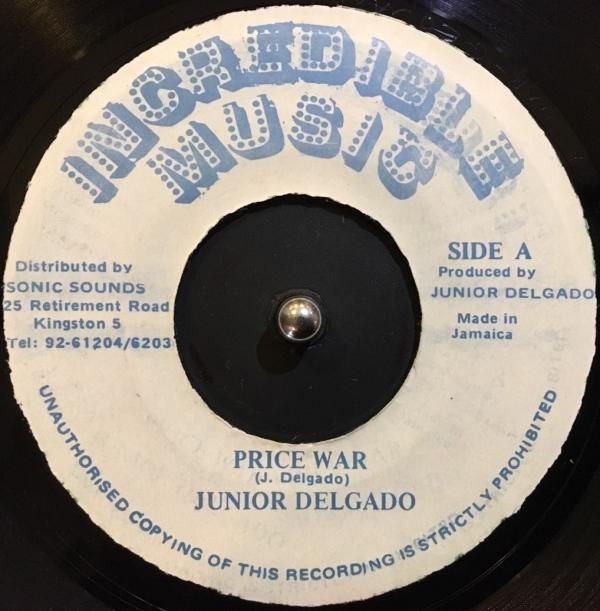 INCREDIBLE
MUSIC
Distributed by
SONIC SOUNDS
25 Retirement Road
Kingston 5
Tel: 92-61204/6203
SIDE A
Produced by
JUNIOR DELGADO
Made in
Jamaica
PRICE WAR
(J. Delgado)
JUNIOR DELGADO
UNAUTHORISED COPYING OF THIS RECORDING IS STRICTLY PROHIBITED